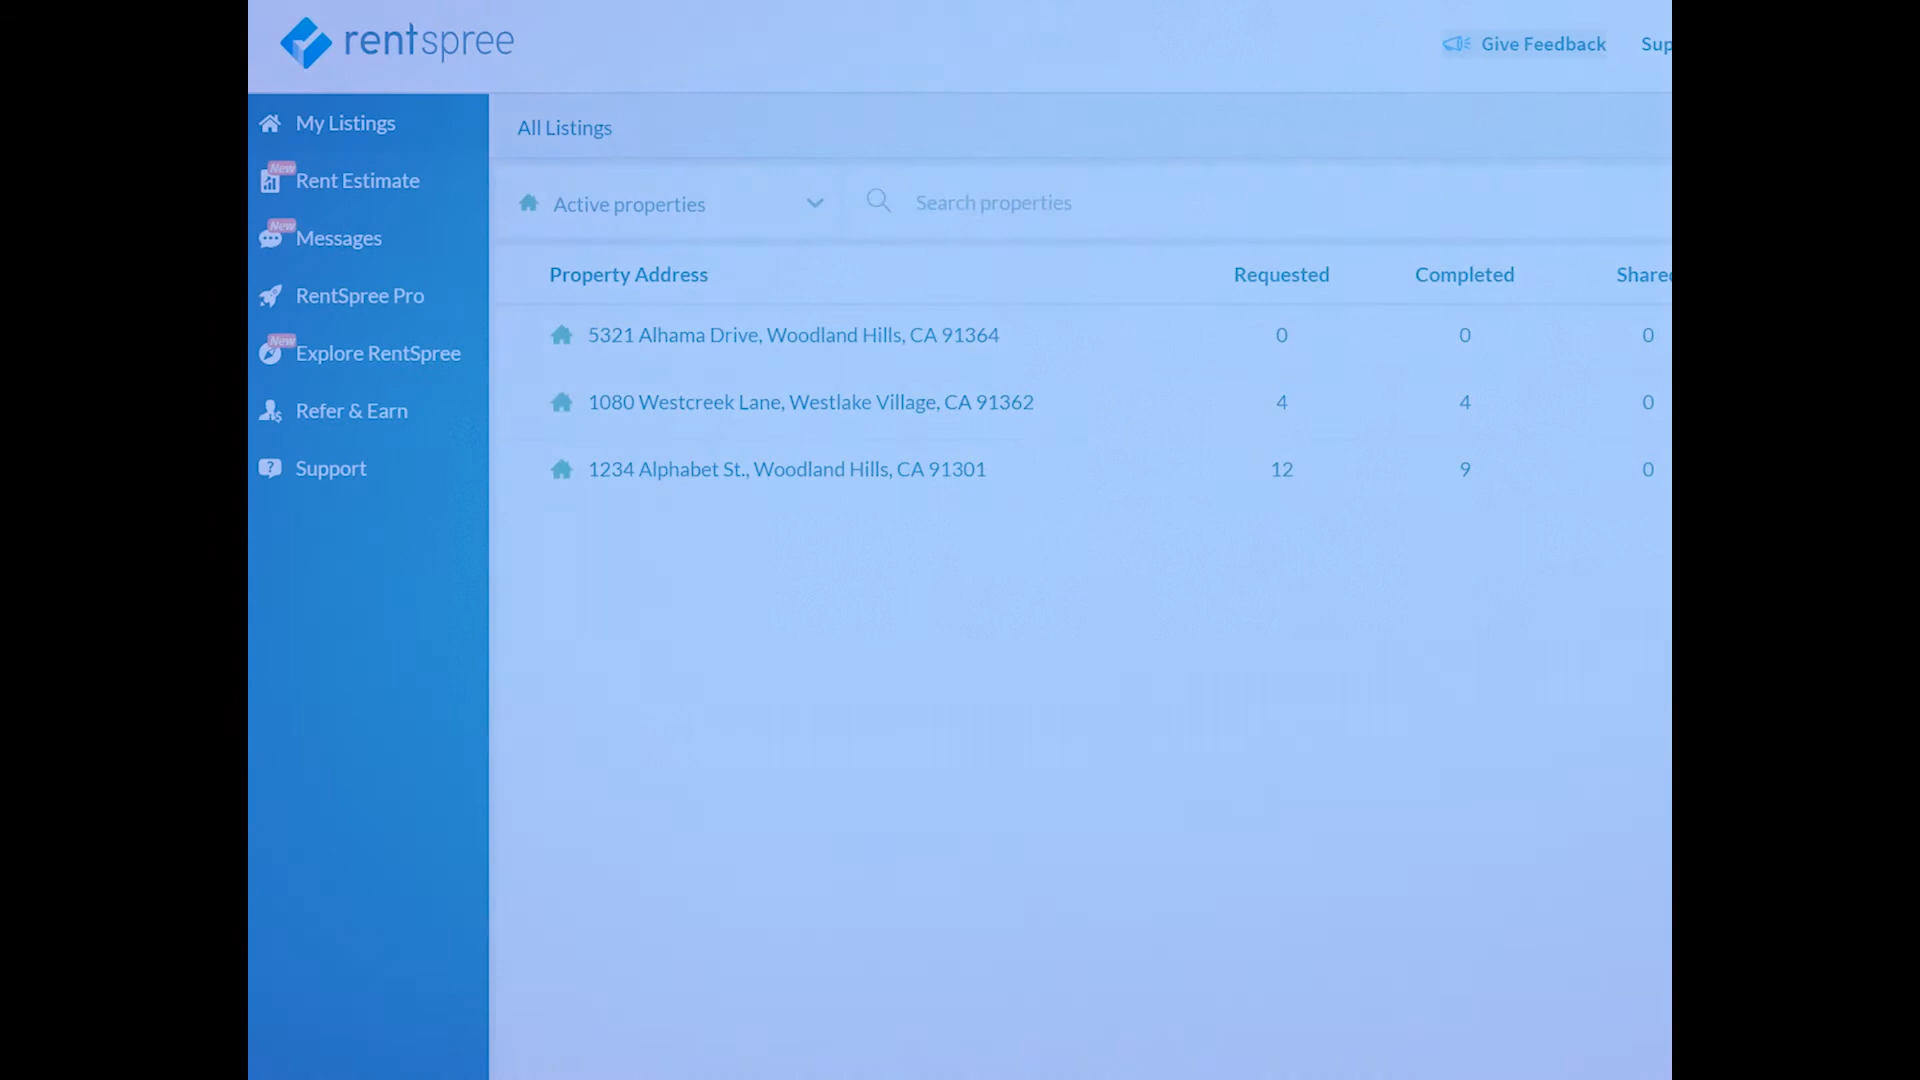 rentspree
Give Feedback
Sup
My Listings
New
Rent Estimate
New
Messages
RentSpree Pro
New
Explore RentSpree
Refer & Earn
Support
All Listings
Active properties
Search properties
Property Address Requested Completed Shared
5321 Alhama Drive, Woodland Hills, CA 91364 0 0 0
1080 Westcreek Lane, Westlake Village, CA 91362 4 4 0
1234 Alphabet St., Woodland Hills, CA 91301 12 9 0